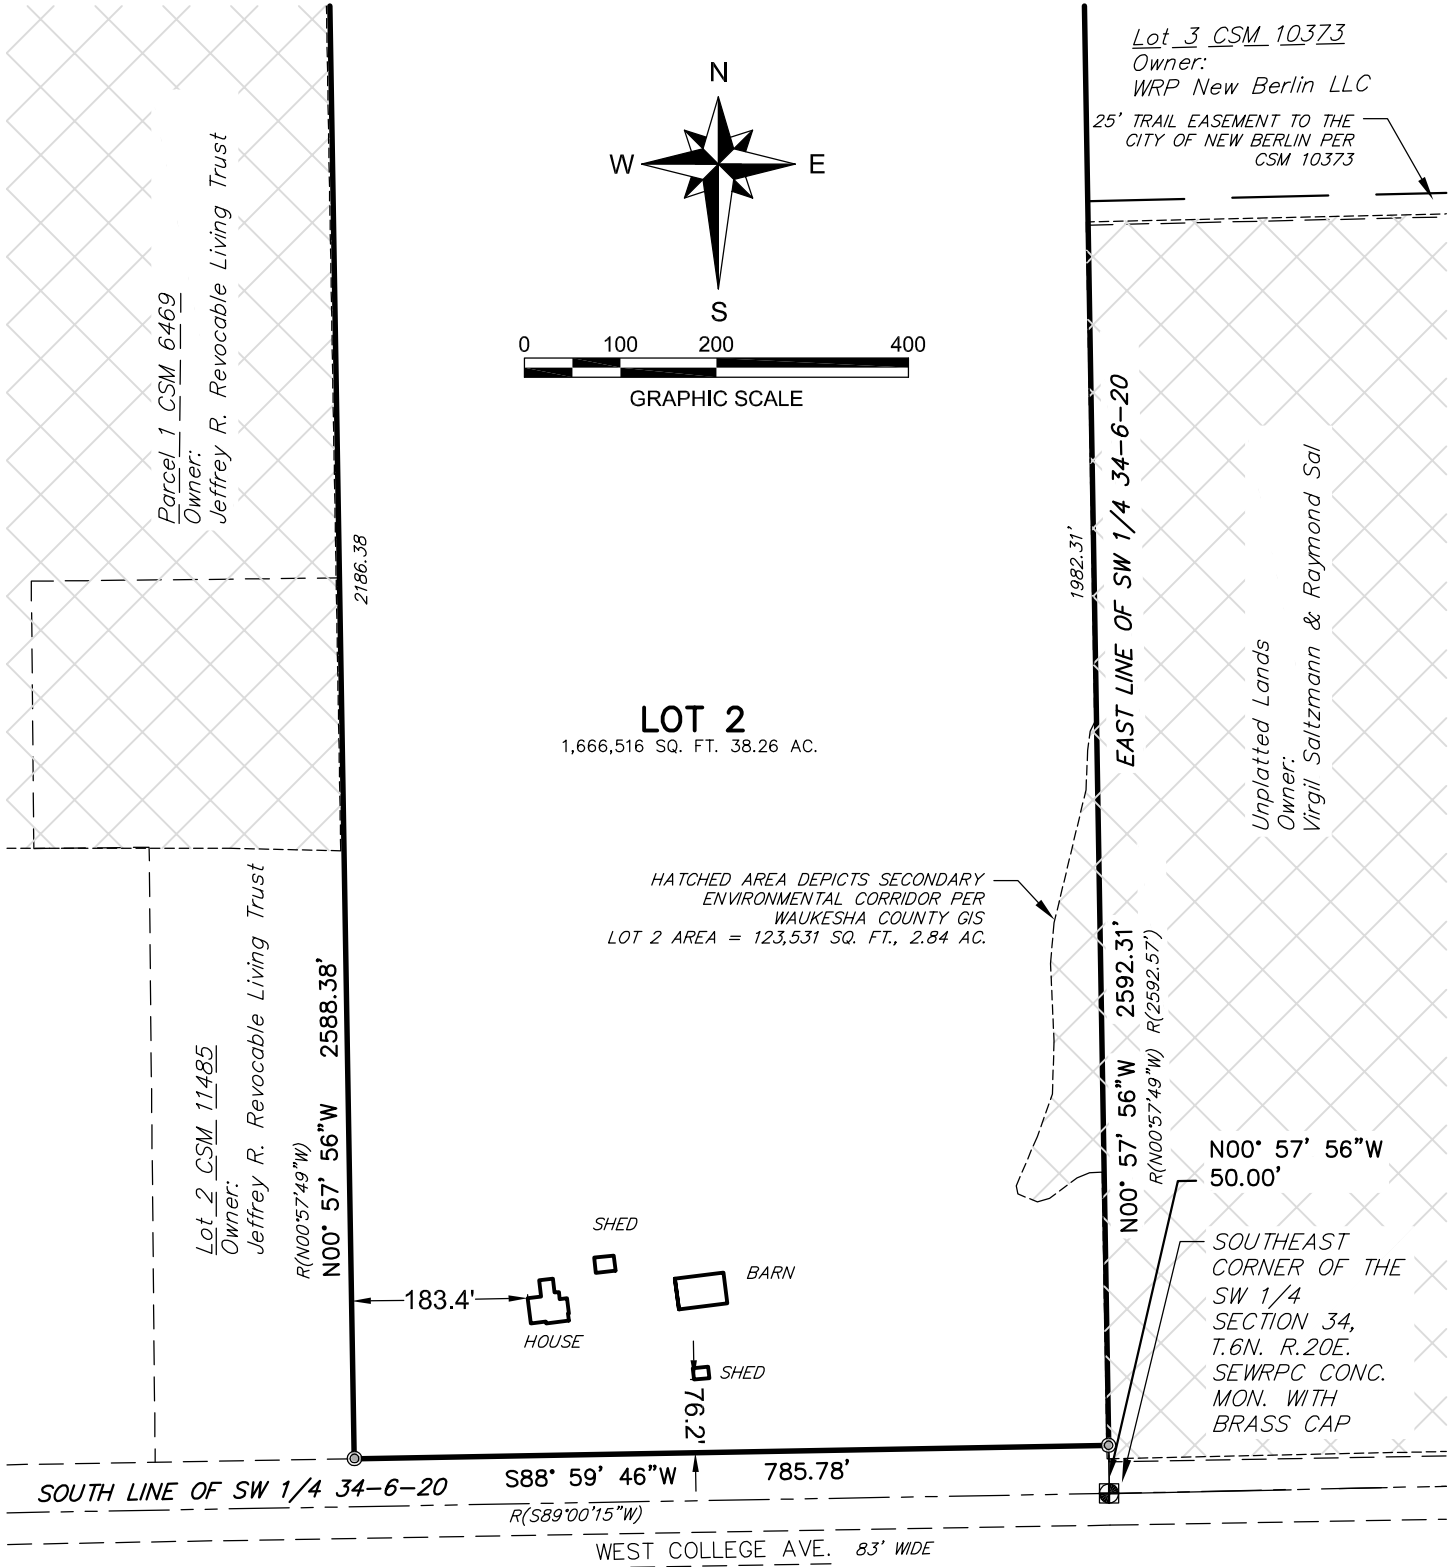 Lot 3 CSM 10373
Owner:
WRP New Berlin LLC
25' TRAIL EASEMENT TO THE
CITY OF NEW BERLIN PER
CSM 10373
N
W
E
S
0 100 200 400
GRAPHIC SCALE
Parcel 1 CSM 6469
Owner:
Jeffrey R. Revocable Living Trust
2186.38
1982.31'
EAST LINE OF SW 1/4 34-6-20
Unplatted Lands
Owner:
Virgil Saltzmann & Raymond Sal
LOT 2
1,666,516 SQ. FT. 38.26 AC.
HATCHED AREA DEPICTS SECONDARY
ENVIRONMENTAL CORRIDOR PER
WAUKESHA COUNTY GIS
LOT 2 AREA = 123,531 SQ. FT., 2.84 AC.
Lot 2 CSM 11485
Owner:
Jeffrey R. Revocable Living Trust
R(N00°57'49"W)
N00° 57' 56"W 2588.38'
N00° 57' 56"W 2592.31'
R(N00°57'49"W) R(2592.57')
N00° 57' 56"W
50.00'
SOUTHEAST
CORNER OF THE
SW 1/4
SECTION 34,
T.6N. R.20E.
SEWRPC CONC.
MON. WITH
BRASS CAP
SHED
BARN
183.4'
HOUSE
SHED
76.2'
SOUTH LINE OF SW 1/4 34-6-20
S88° 59' 46"W 785.78'
R(S89°00'15"W)
WEST COLLEGE AVE. 83' WIDE